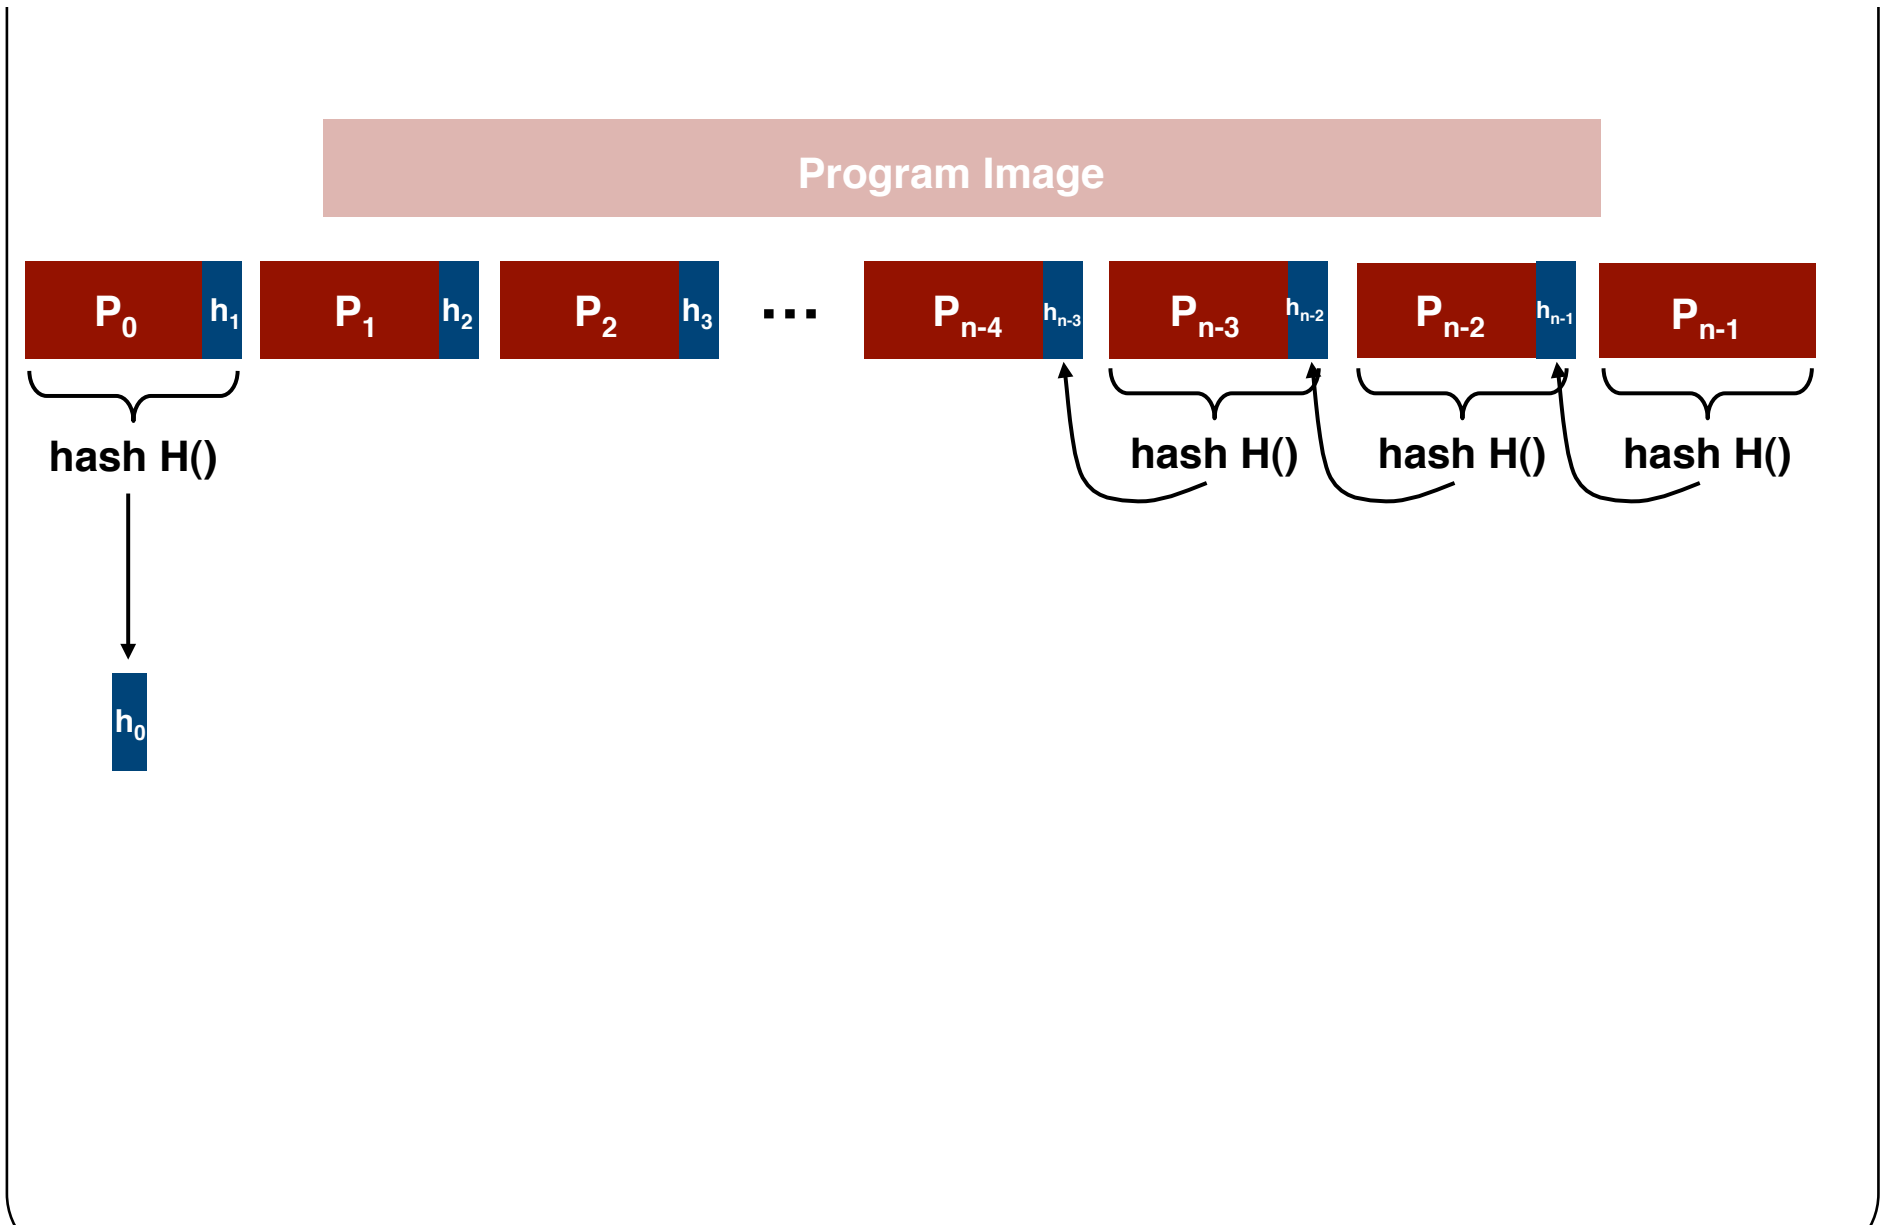 Program Image
P₀ h₁ P₁ h₂ P₂ h₃ ... Pₙ₋₄ hₙ₋₃ Pₙ₋₃ hₙ₋₂ Pₙ₋₂ hₙ₋₁ Pₙ₋₁
hash H() hash H() hash H() hash H()
h₀